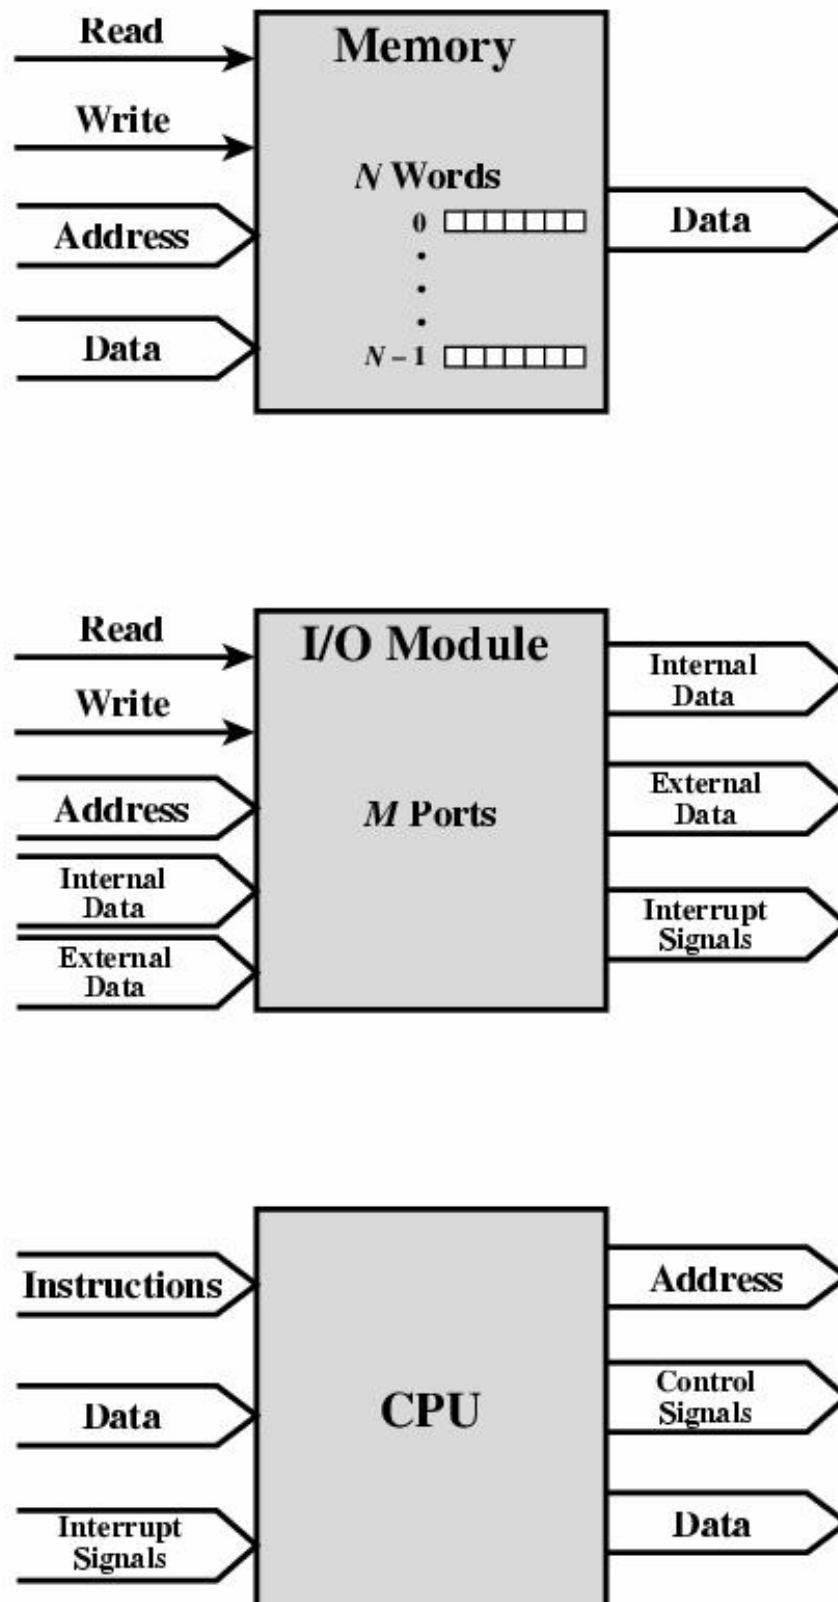 Read
Memory
Write
N Words
Address
0
Data
Data
N – 1
Read
I/O Module
Internal
Data
Write
Address
M Ports
External
Data
Internal
Data
Interrupt
Signals
External
Data
Instructions
Address
Data
CPU
Control
Signals
Interrupt
Signals
Data